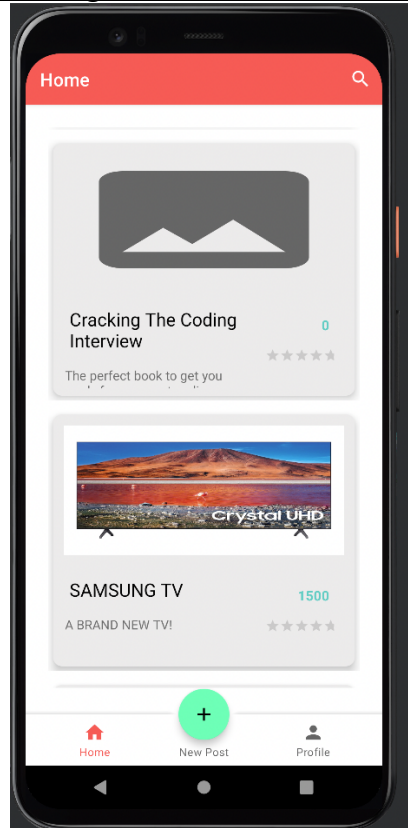 Home
Cracking The Coding
Interview
0
The perfect book to get you
Crystal UHD
SAMSUNG TV
1500
A BRAND NEW TV!
+
Home
New Post
Profile